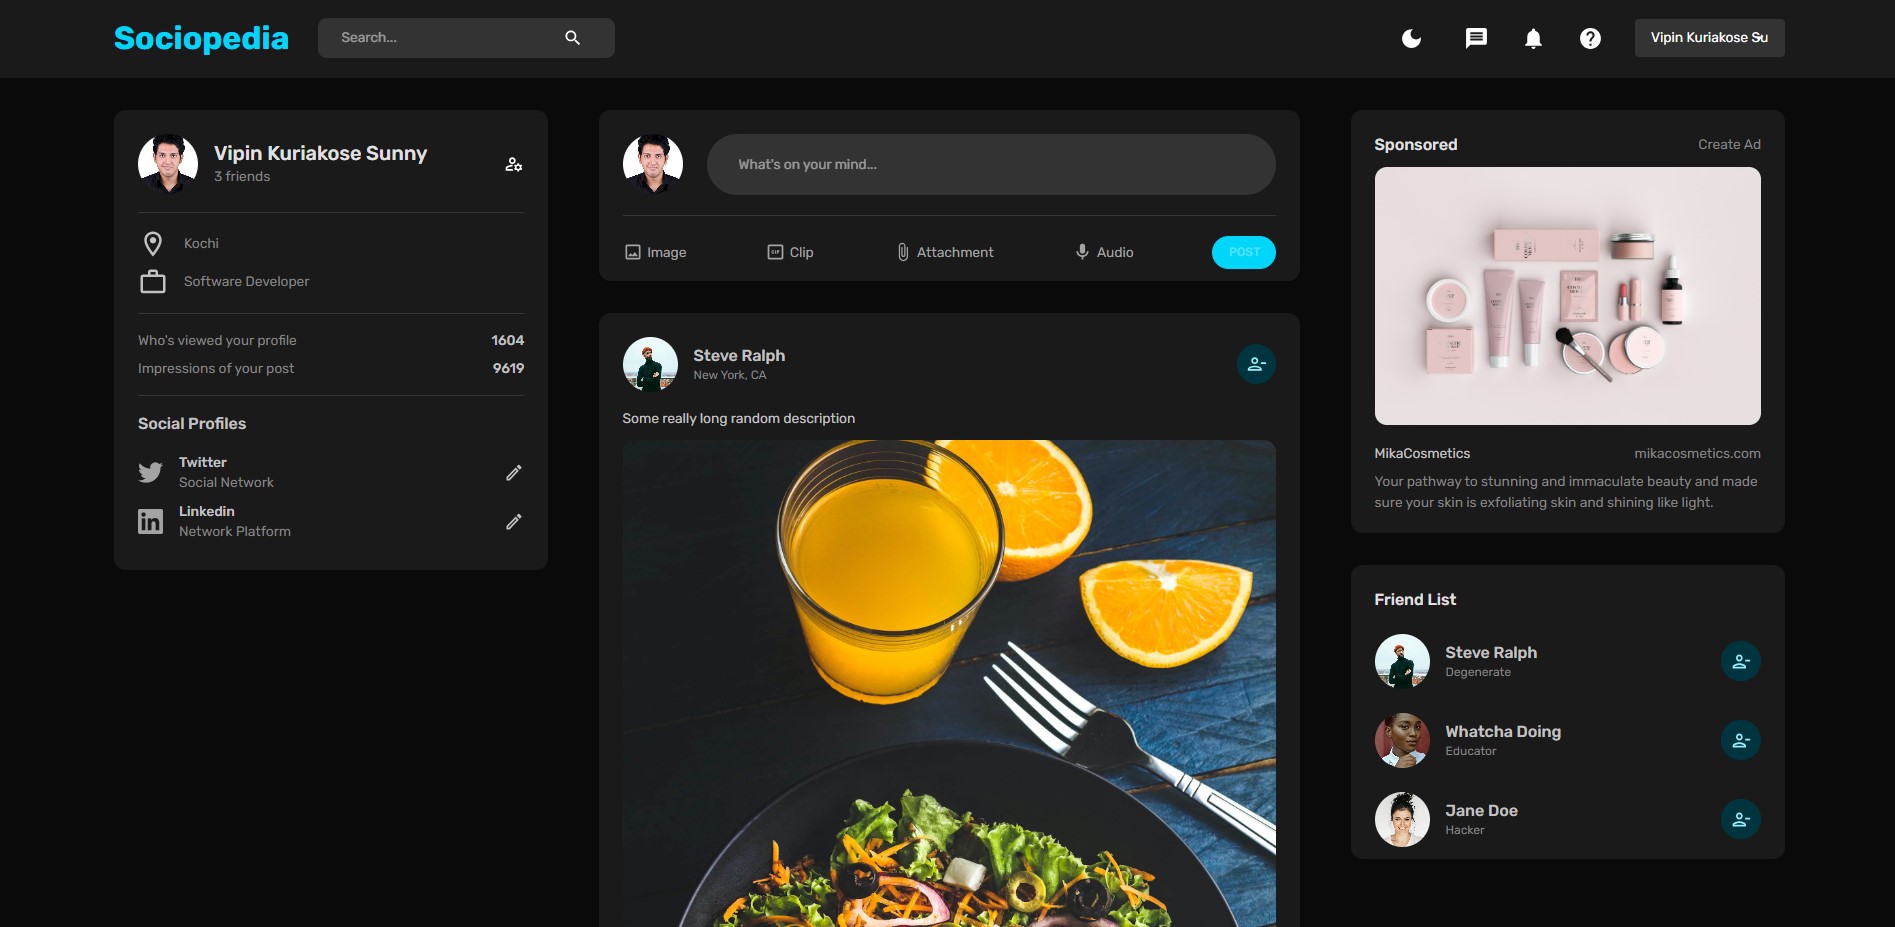 Sociopedia
Search...
Vipin Kuriakose Su
Vipin Kuriakose Sunny
3 friends
Kochi
Software Developer
Who's viewed your profile 1604
Impressions of your post 9619
Social Profiles
Twitter
Social Network
Linkedin
Network Platform
What's on your mind...
Image Clip Attachment Audio POST
Steve Ralph
New York, CA
Some really long random description
Sponsored Create Ad
MikaCosmetics mikacosmetics.com
Your pathway to stunning and immaculate beauty and made
sure your skin is exfoliating skin and shining like light.
Friend List
Steve Ralph
Degenerate
Whatcha Doing
Educator
Jane Doe
Hacker